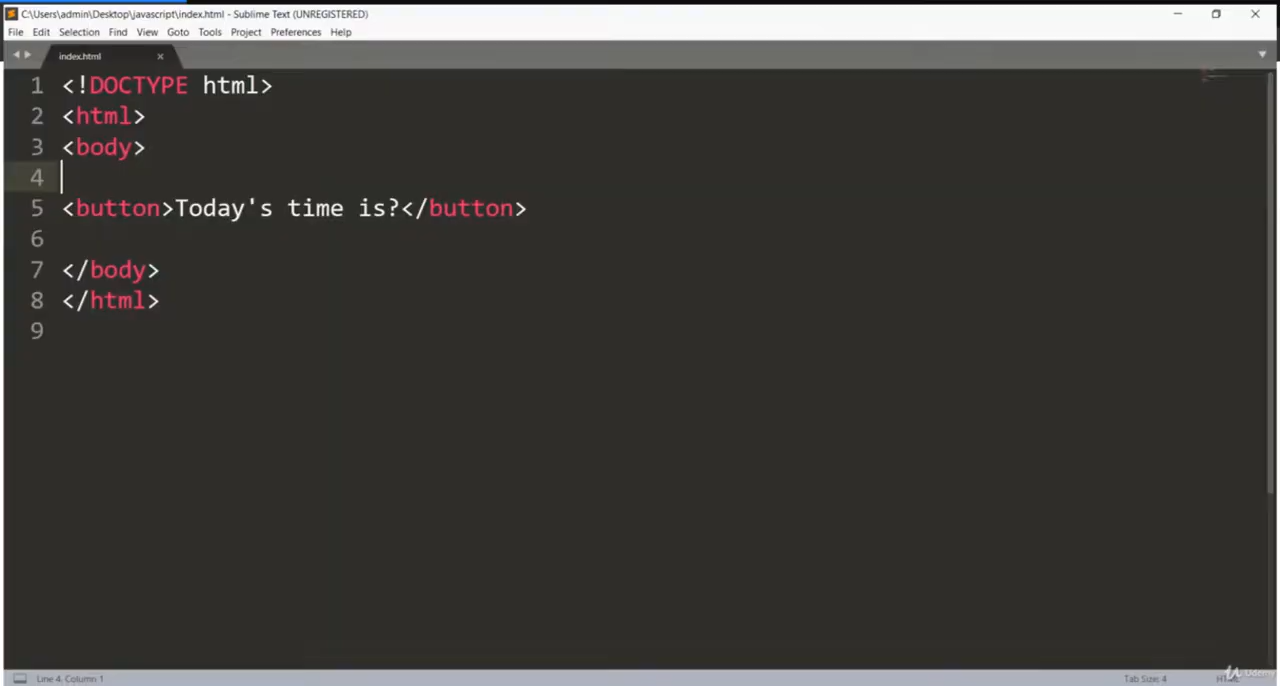 C:\Users\admin\Desktop\javascript\index.html - Sublime Text (UNREGISTERED)
File Edit Selection Find View Goto Tools Project Preferences Help
index.html
1 <!DOCTYPE html>
2 <html>
3 <body>
4
5 <button>Today's time is?</button>
6
7 </body>
8 </html>
9
Line 4, Column 1 Tab Size: 4 Udemy